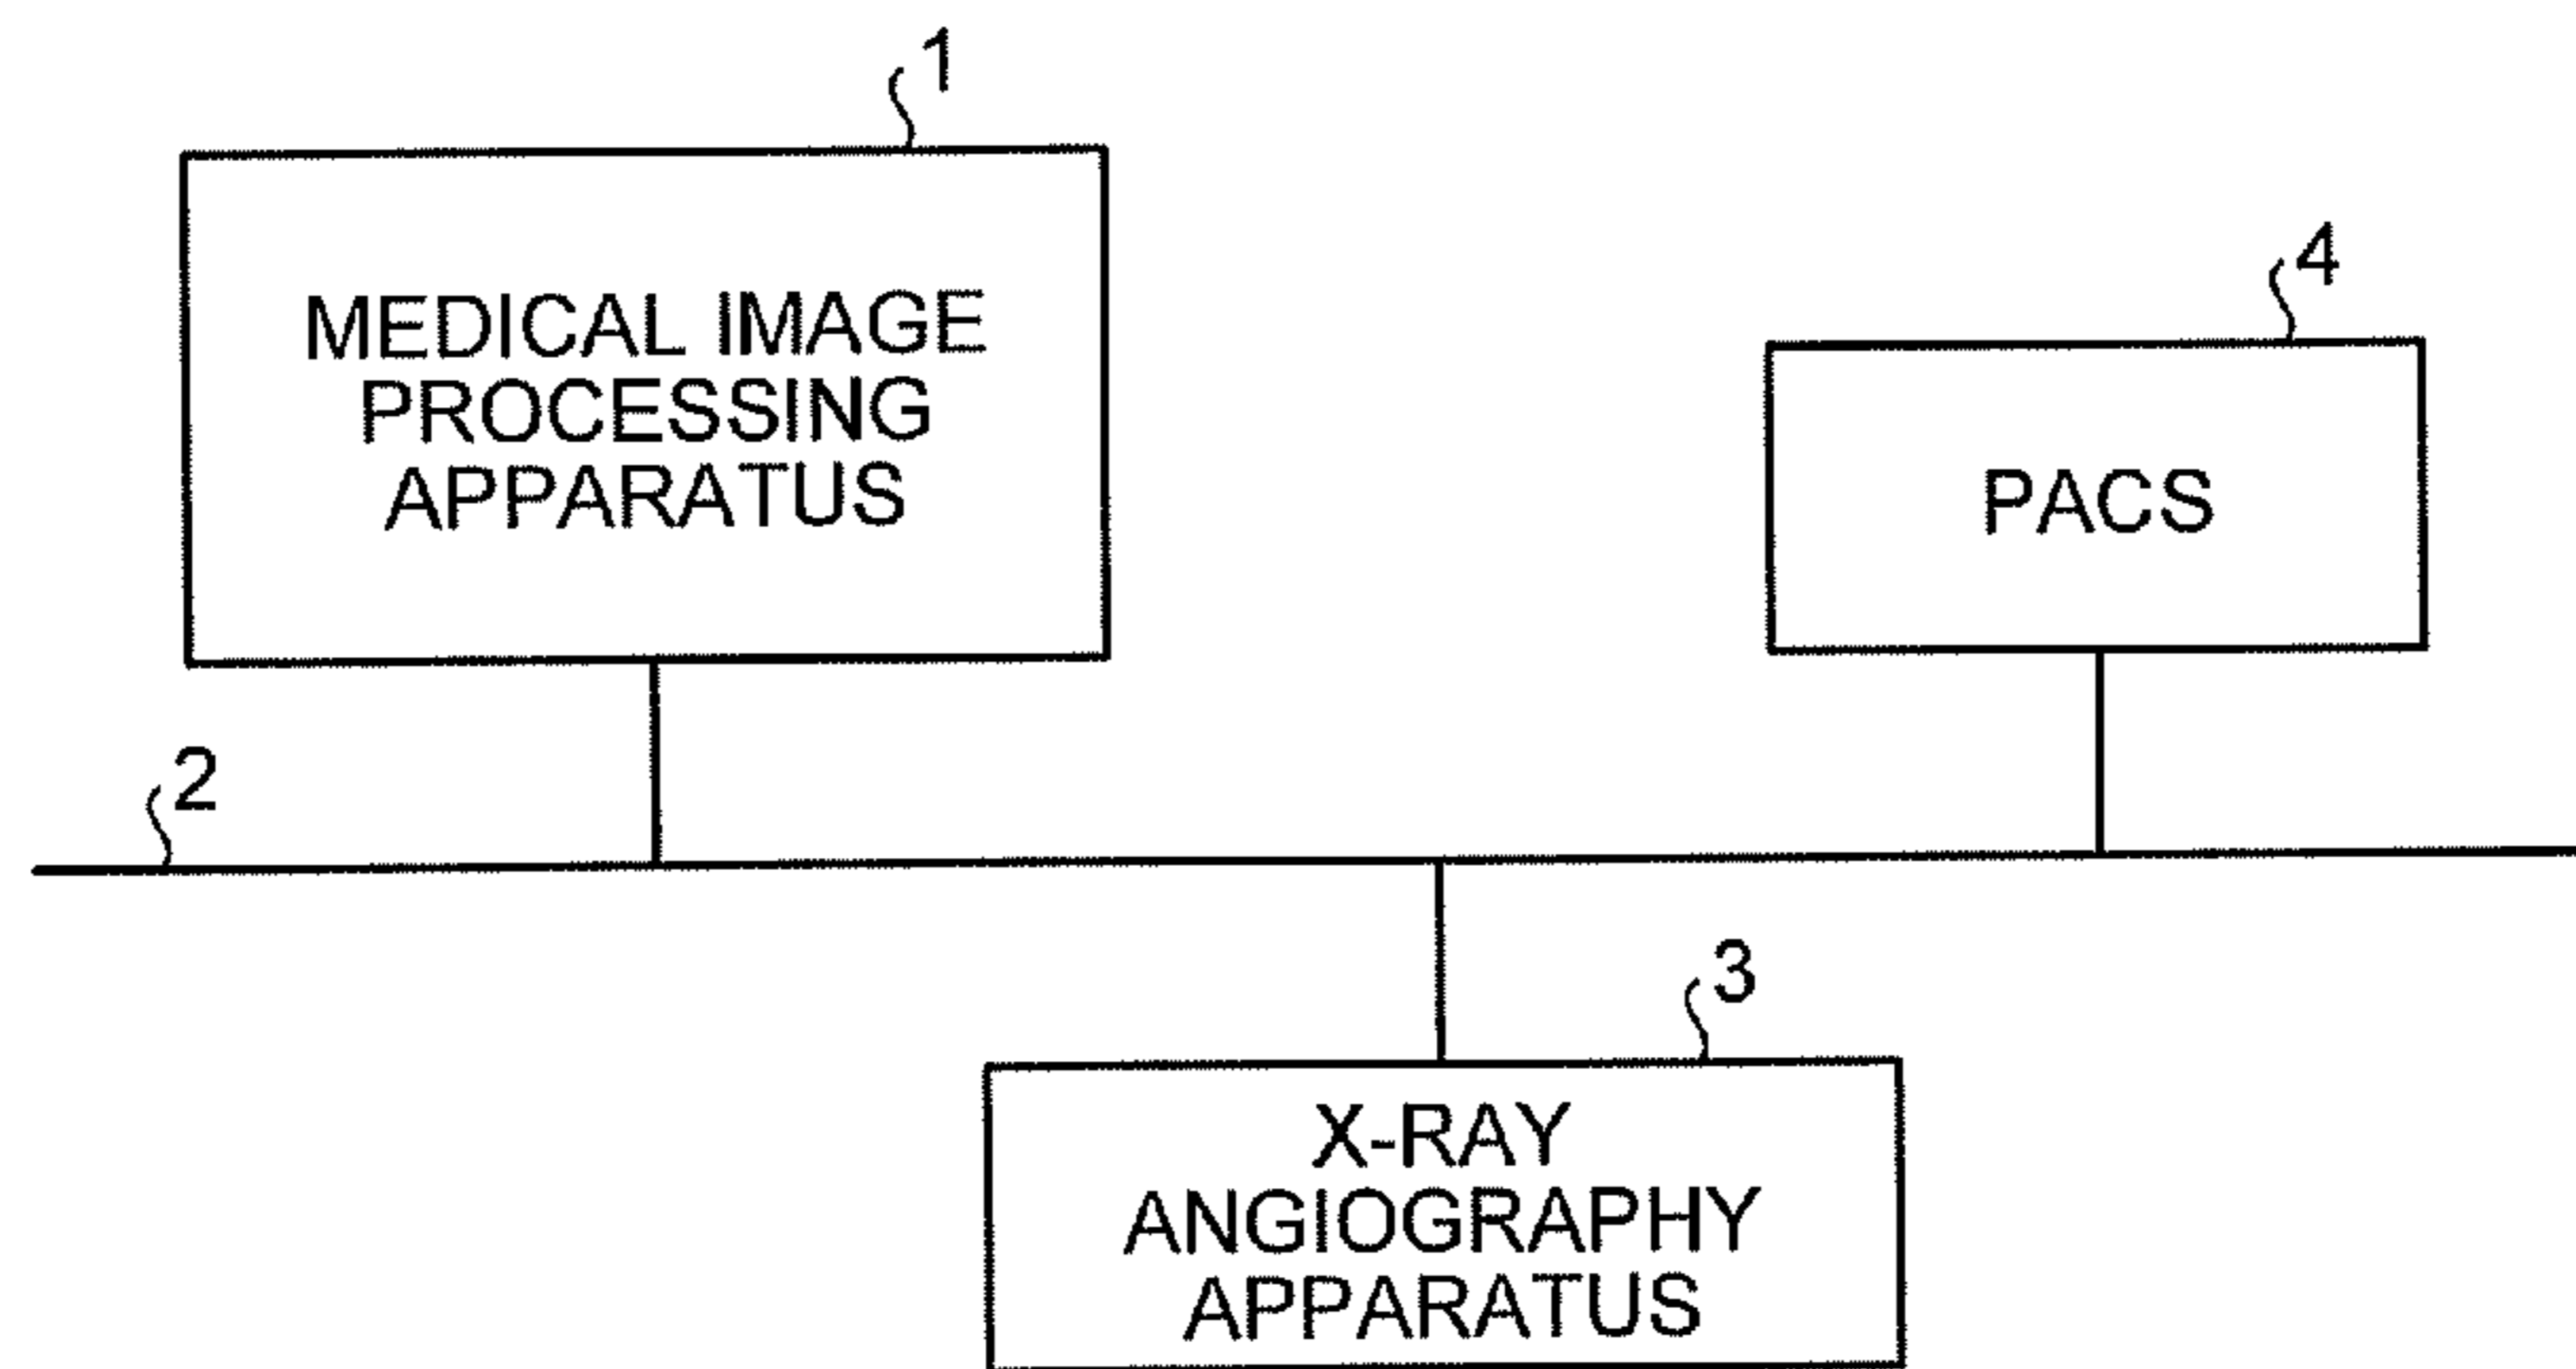 1
MEDICAL IMAGE
PROCESSING
APPARATUS
4
PACS
2
3
X-RAY
ANGIOGRAPHY
APPARATUS